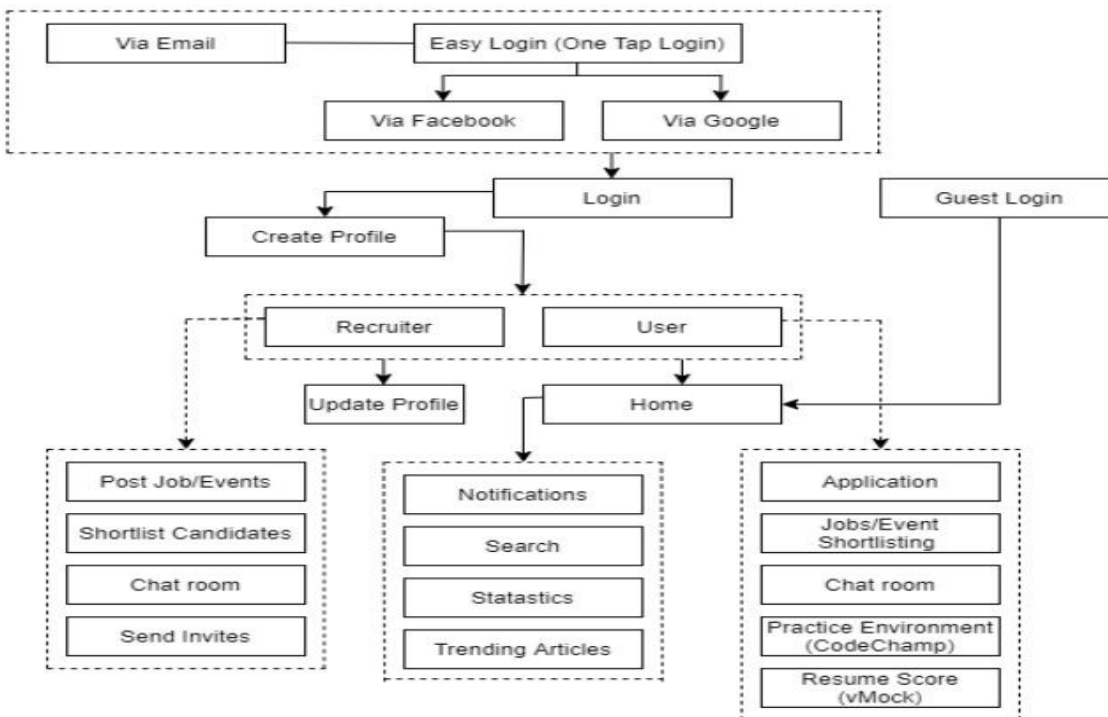 Via Email
Easy Login (One Tap Login)
Via Facebook
Via Google
Login
Guest Login
Create Profile
Recruiter
User
Update Profile
Home
Post Job/Events
Shortlist Candidates
Chat room
Send Invites
Notifications
Search
Statastics
Trending Articles
Application
Jobs/Event
Shortlisting
Chat room
Practice Environment
(CodeChamp)
Resume Score
(vMock)